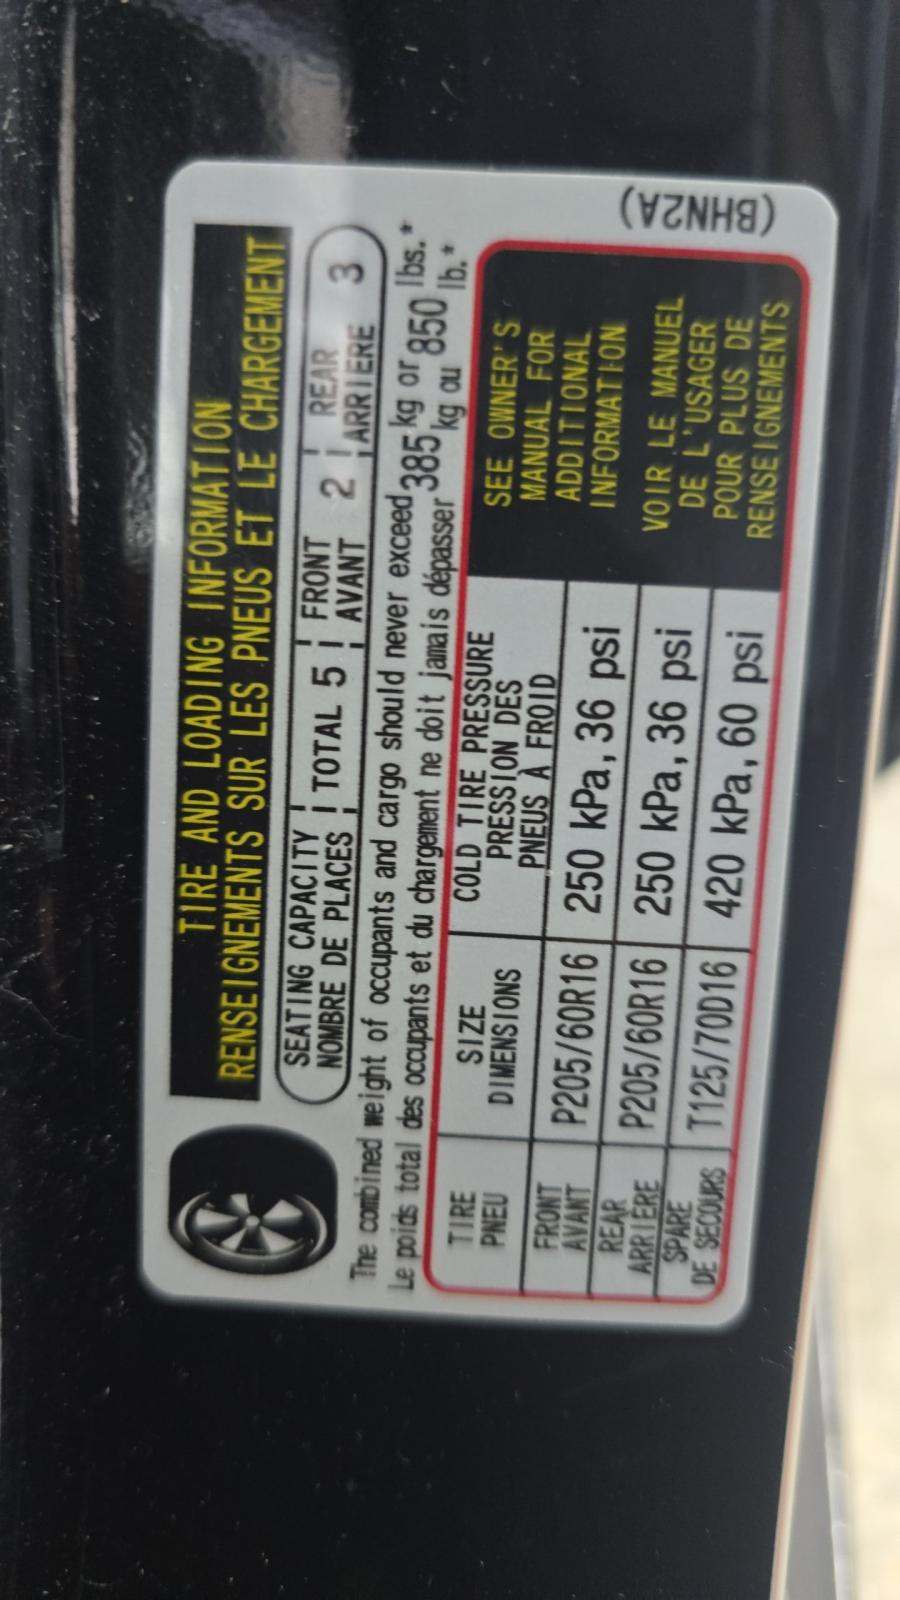 TIRE AND LOADING INFORMATION
RENSEIGNEMENTS SUR LES PNEUS ET LE CHARGEMENT
SEATING CAPACITY TOTAL 5 FRONT 2 REAR 3
NOMBRE DE PLACES AVANT ARRIÈRE
The combined weight of occupants and cargo should never exceed 385 kg or 850 lbs.*
Le poids total des occupants et du chargement ne doit jamais dépasser kg ou lb.*
TIRE SIZE COLD TIRE PRESSURE
PNEU DIMENSIONS PRESSION DES
PNEUS À FROID
FRONT
AVANT P205/60R16 250 kPa, 36 psi
REAR
ARRIÈRE P205/60R16 250 kPa, 36 psi
SPARE
DE SECOURS T125/70D16 420 kPa, 60 psi
SEE OWNER'S
MANUAL FOR
ADDITIONAL
INFORMATION
VOIR LE MANUEL
DE L'USAGER
POUR PLUS DE
RENSEIGNEMENTS
(BHN2A)